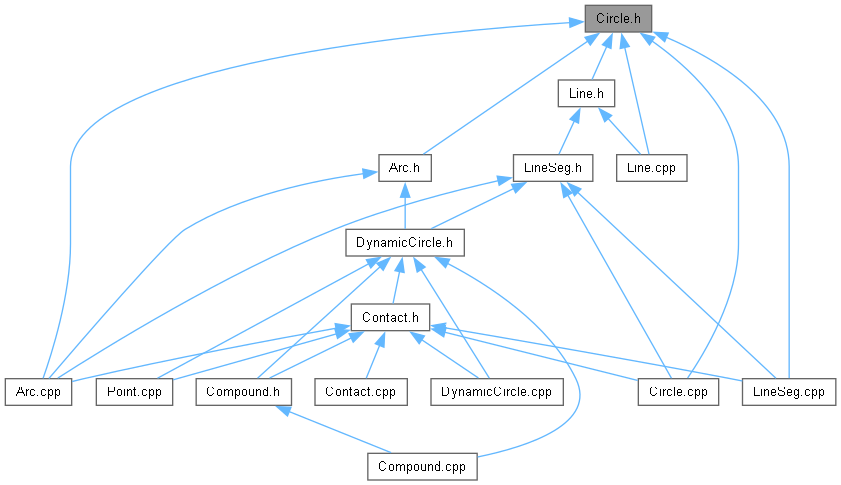 Circle.h
Line.h
Arc.h
LineSeg.h
Line.cpp
DynamicCircle.h
Contact.h
Arc.cpp
Point.cpp
Compound.h
Contact.cpp
DynamicCircle.cpp
Circle.cpp
LineSeg.cpp
Compound.cpp